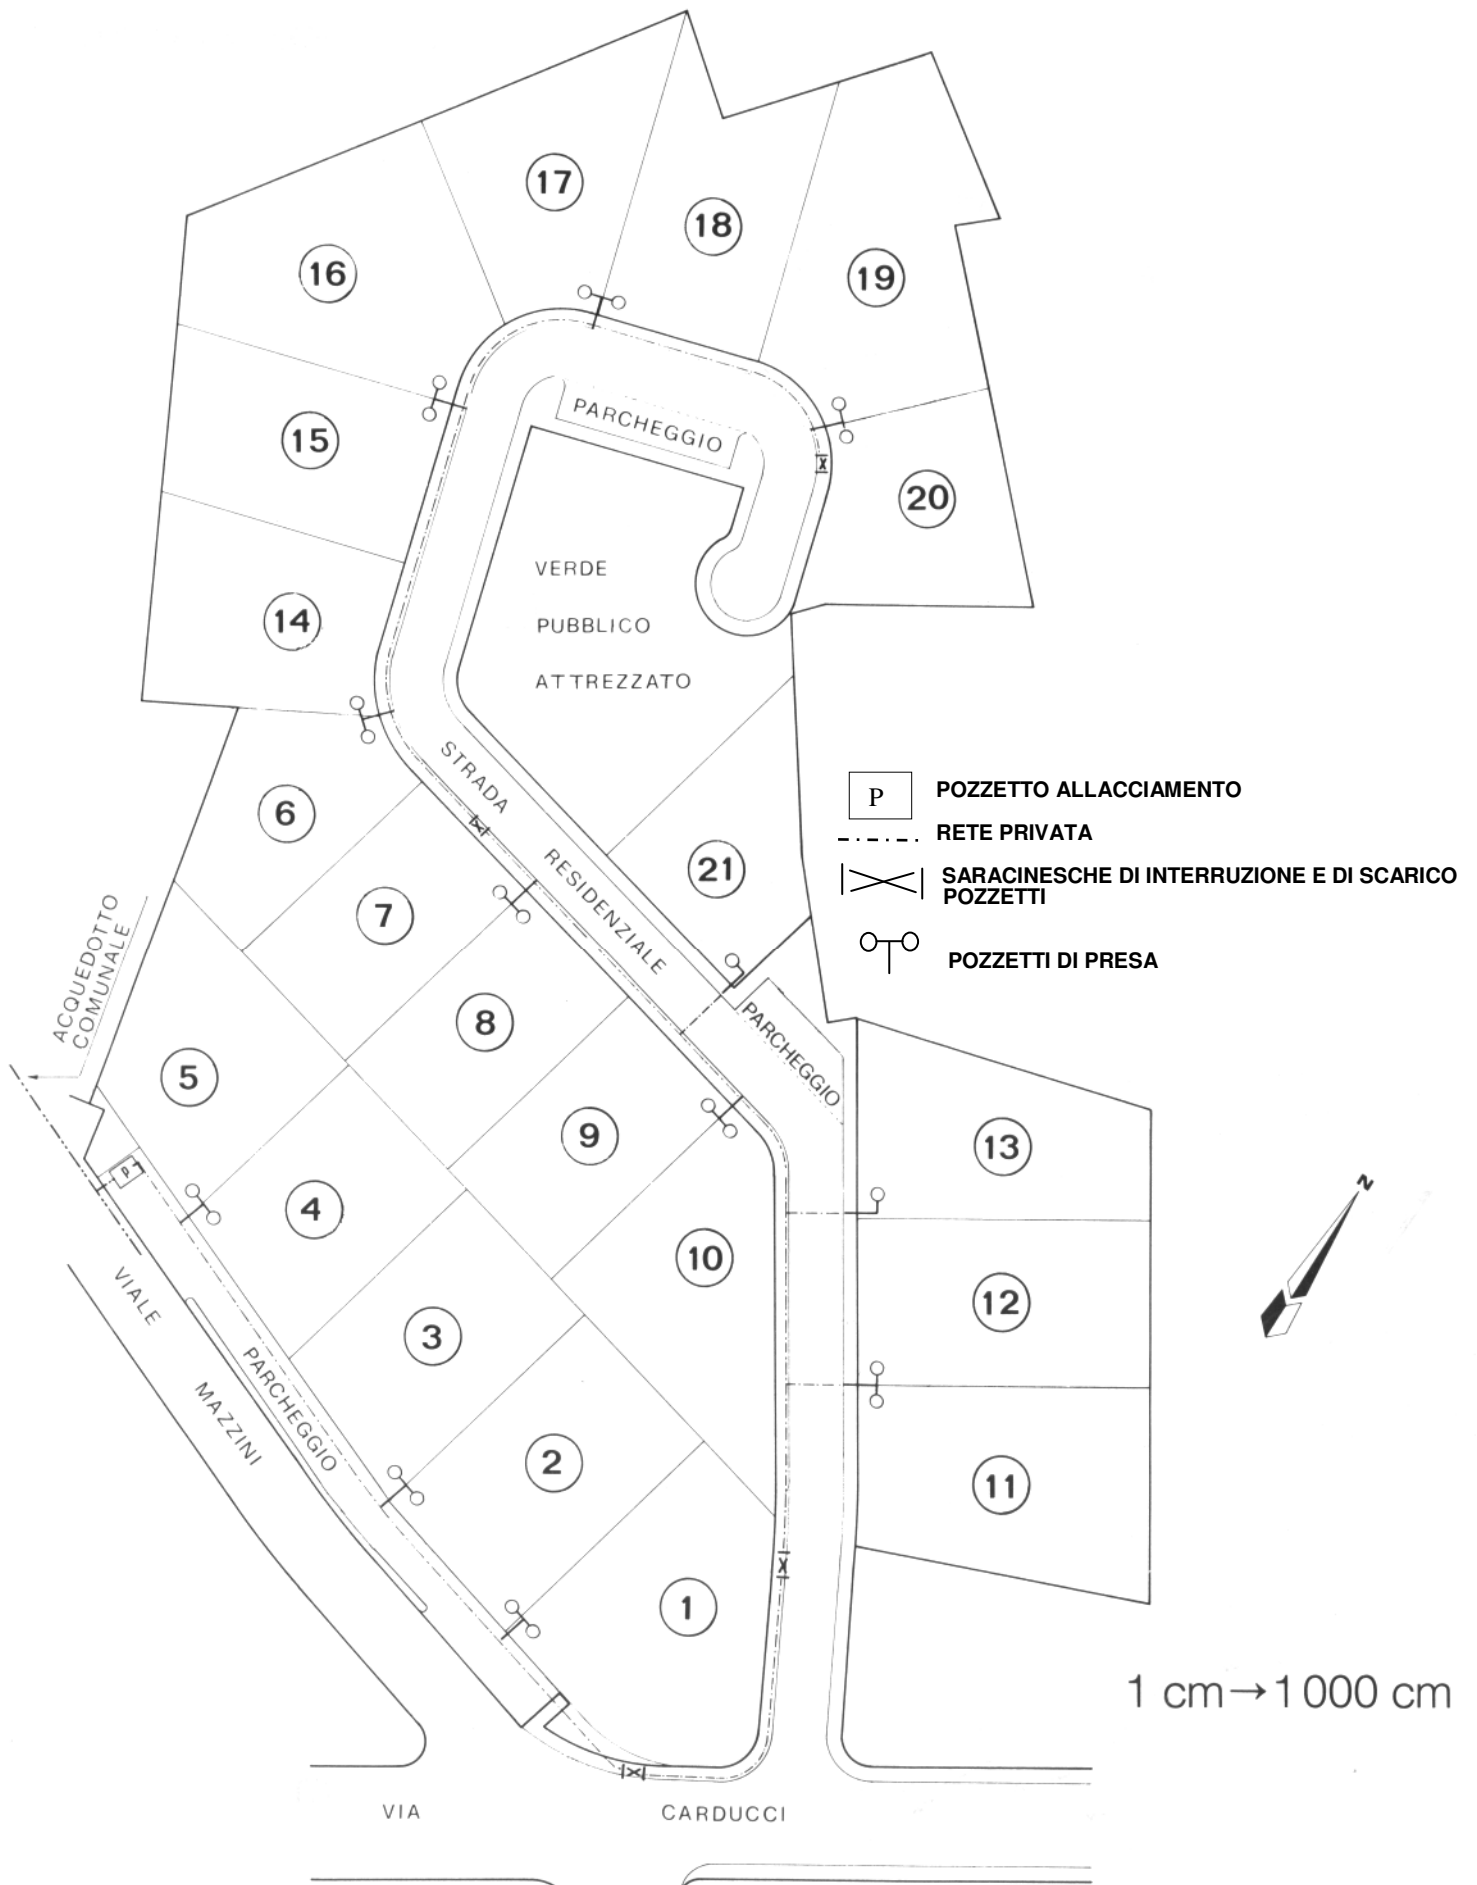 17
18
16
19
PARCHEGGIO
15
20
VERDE
PUBBLICO
ATTREZZATO
14
STRADA
RESIDENZIALE
6
21
7
P
POZZETTO ALLACCIAMENTO
RETE PRIVATA
SARACINESCHE DI INTERRUZIONE E DI SCARICO
POZZETTI
POZZETTI DI PRESA
ACQUEDOTTO
COMUNALE
8
5
PARCHEGGIO
9
13
P
4
N
10
12
VIALE
MAZZINI
3
PARCHEGGIO
2
11
1
1 cm→1000 cm
VIA
CARDUCCI